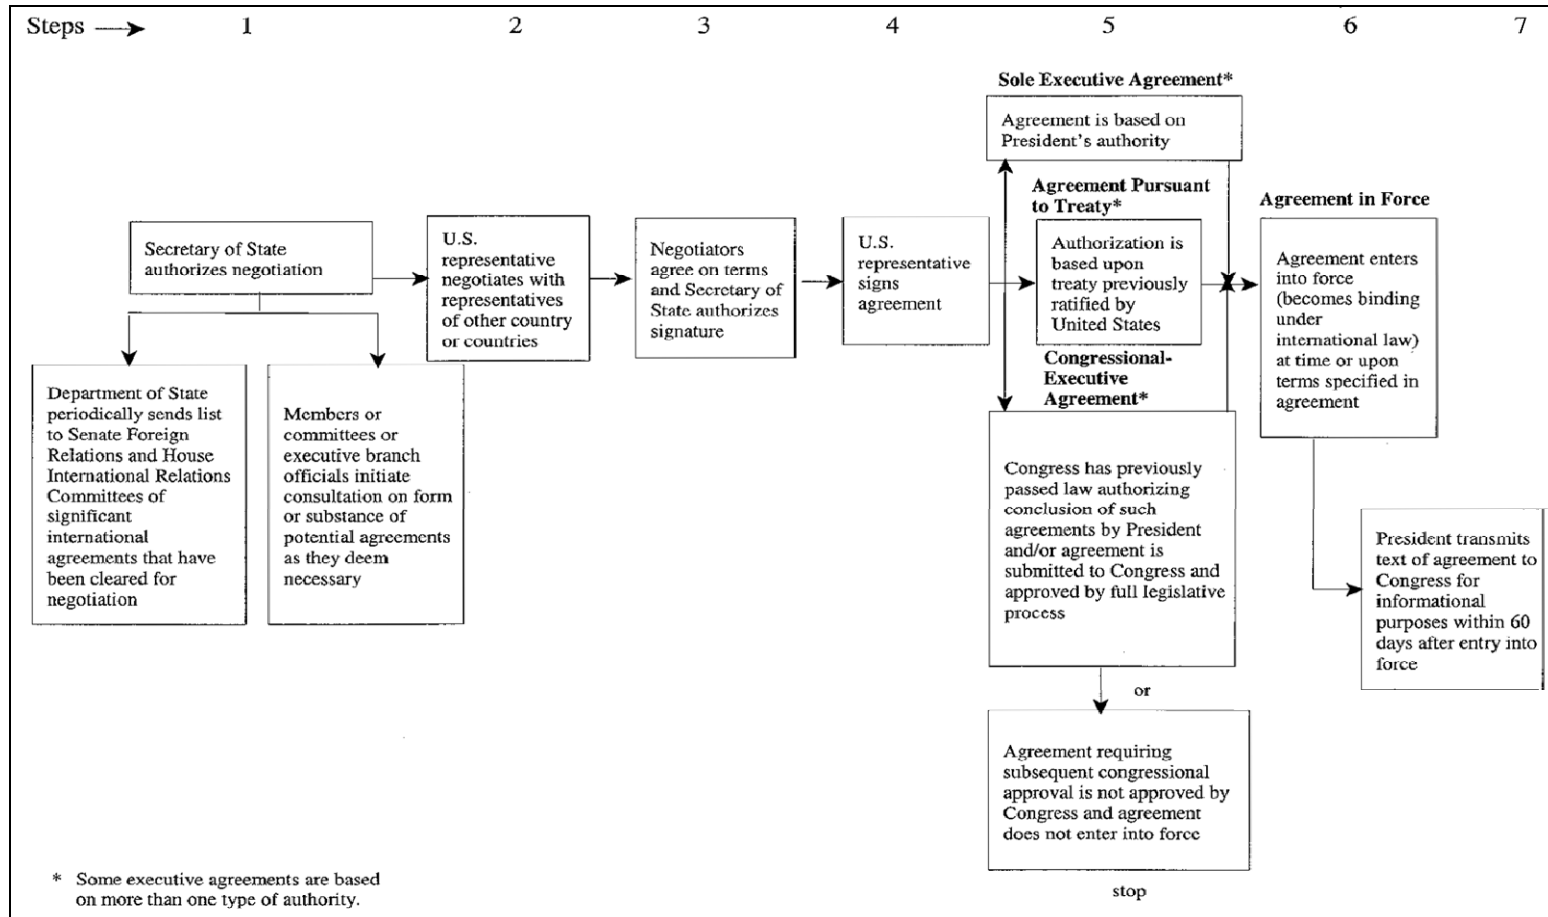 Steps
1
2
3
4
5
6
7
Secretary of State
authorizes negotiation
Department of State
periodically sends list
to Senate Foreign
Relations and House
International Relations
Committees of
significant
international
agreements that have
been cleared for
negotiation
Members or
committees or
executive branch
officials initiate
consultation on form
or substance of
potential agreements
as they deem
necessary
U.S.
representative
negotiates with
representatives
of other country
or countries
Negotiators
agree on terms
and Secretary of
State authorizes
signature
U.S.
representative
signs
agreement
Sole Executive Agreement*
Agreement is based on
President's authority
Agreement Pursuant
to Treaty*
Authorization is
based upon
treaty previously
ratified by
United States
Congressional-
Executive
Agreement*
Congress has previously
passed law authorizing
conclusion of such
agreements by President
and/or agreement is
submitted to Congress and
approved by full legislative
process
or
Agreement requiring
subsequent congressional
approval is not approved by
Congress and agreement
does not enter into force
stop
Agreement in Force
Agreement enters
into force
(becomes binding
under
international law)
at time or upon
terms specified in
agreement
President transmits
text of agreement to
Congress for
informational
purposes within 60
days after entry into
force
* Some executive agreements are based
on more than one type of authority.